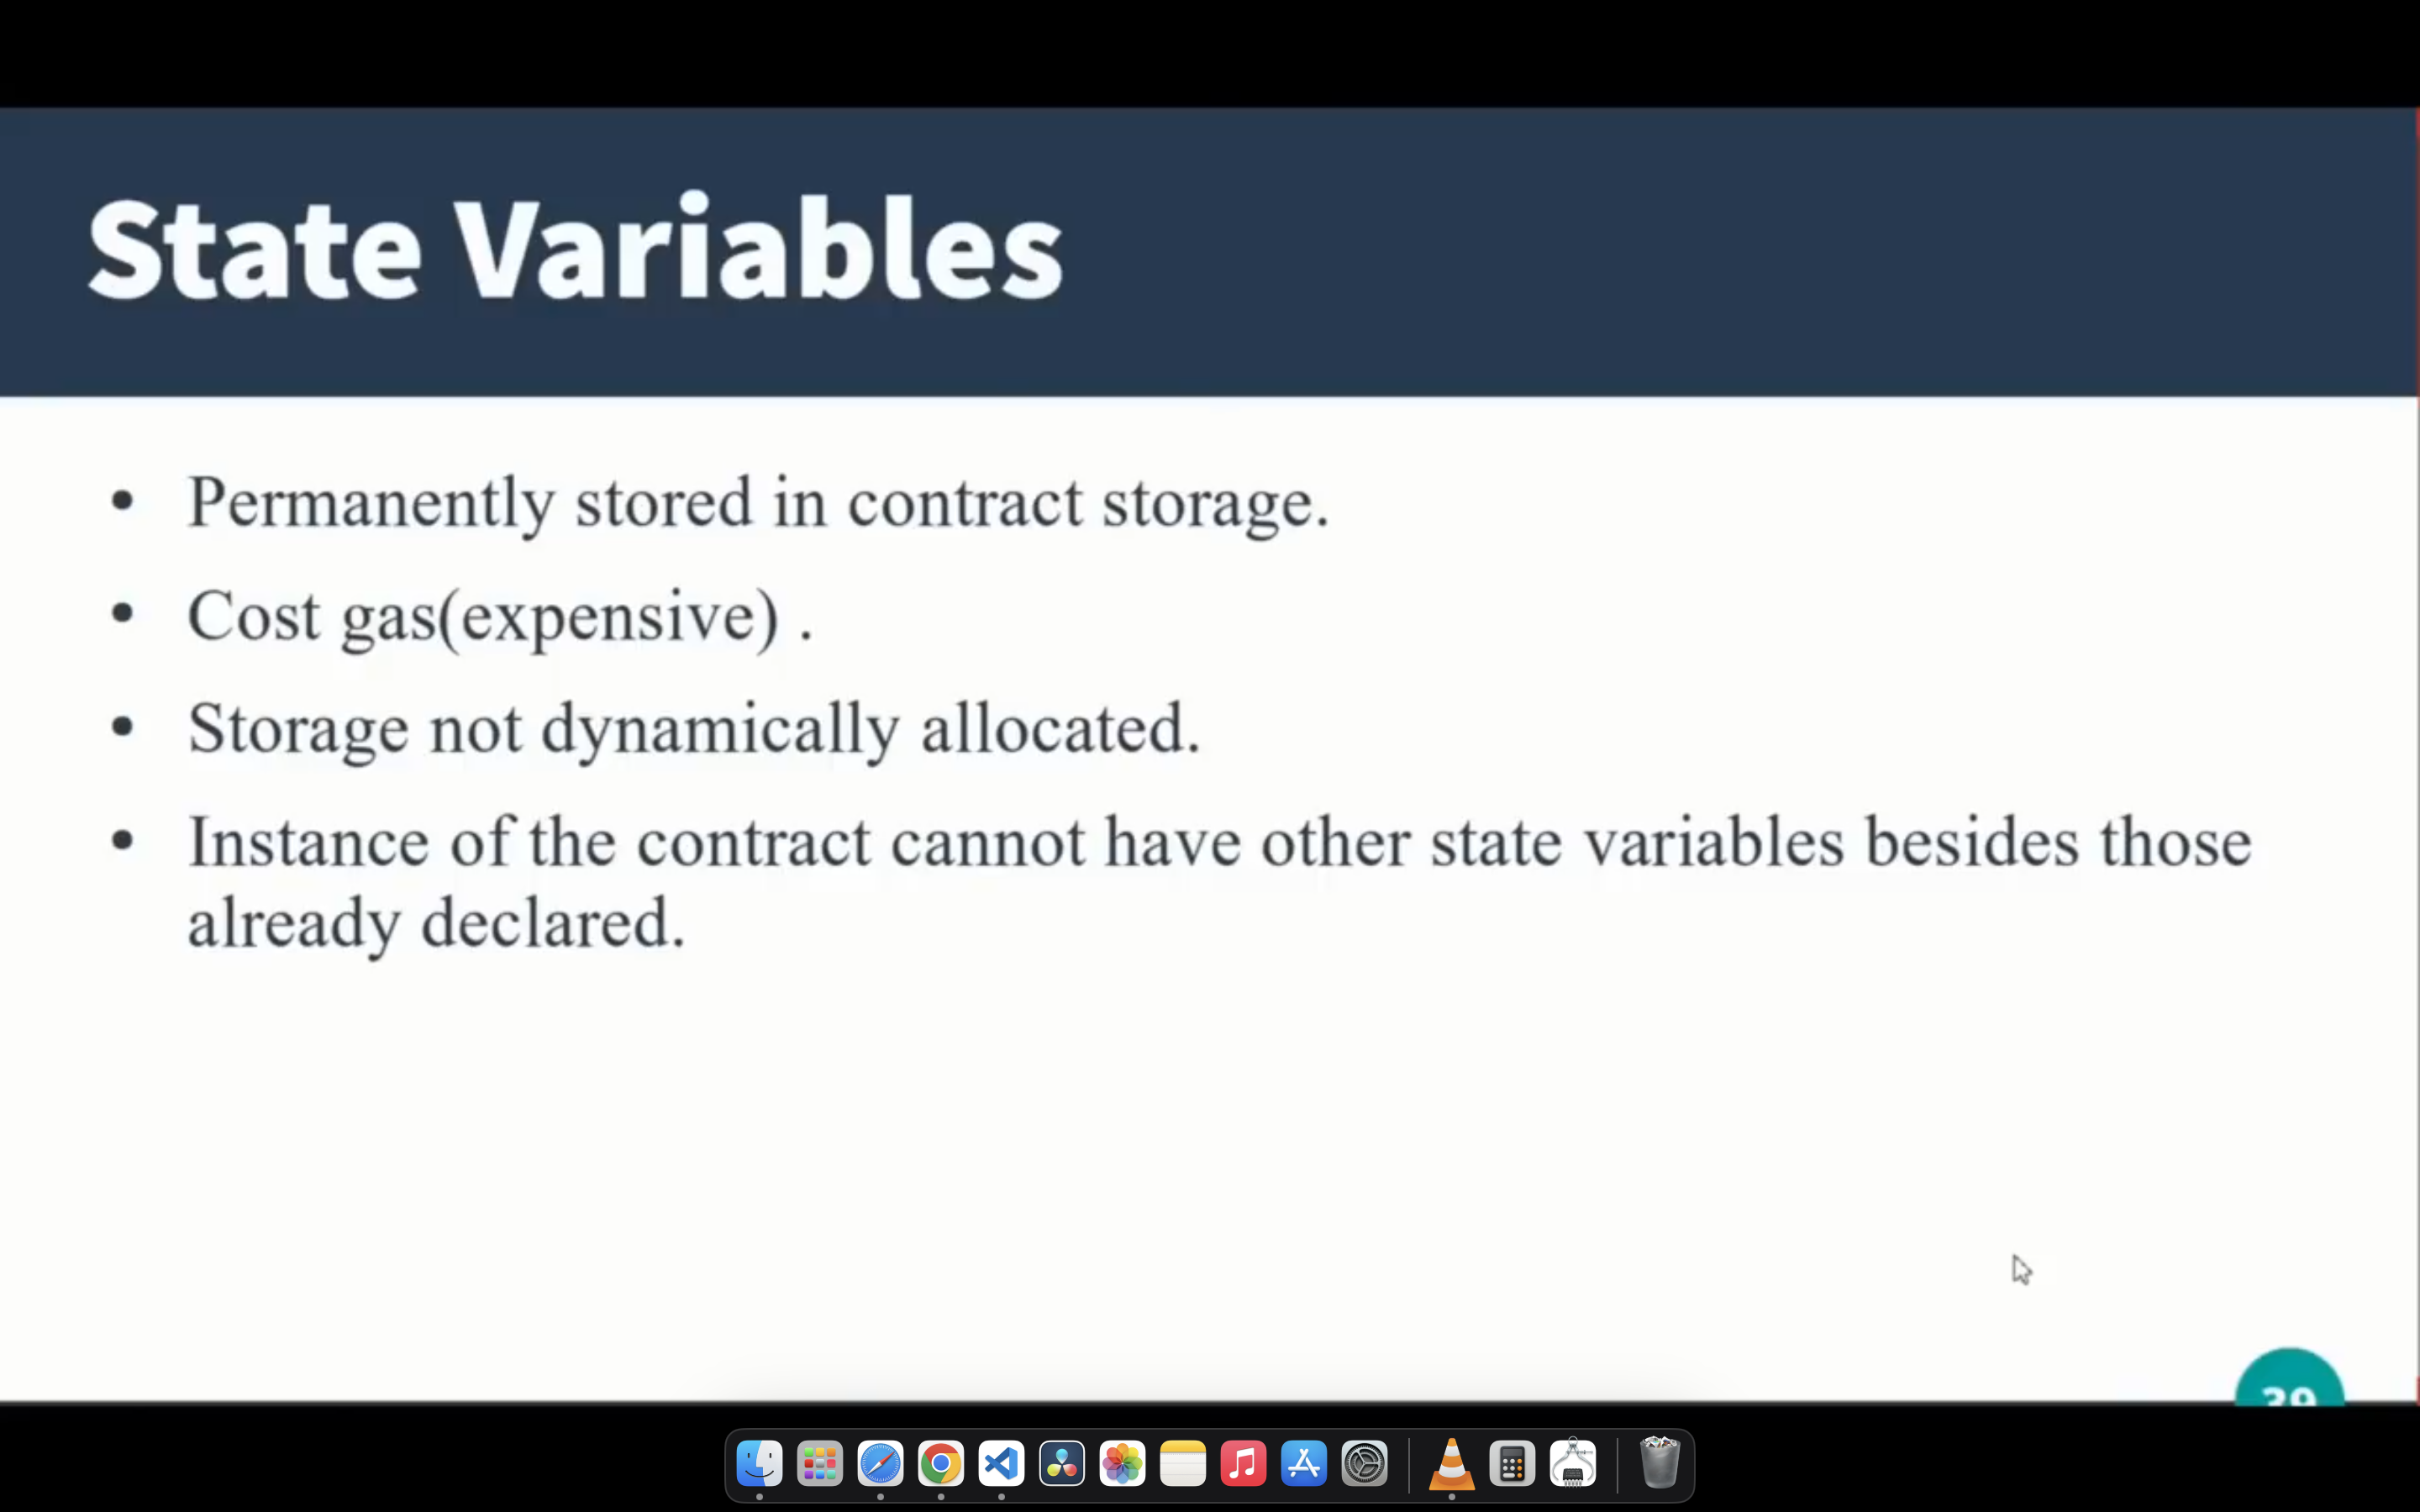 State Variables
• Permanently stored in contract storage.
• Cost gas(expensive) .
• Storage not dynamically allocated.
• Instance of the contract cannot have other state variables besides those
already declared.
39